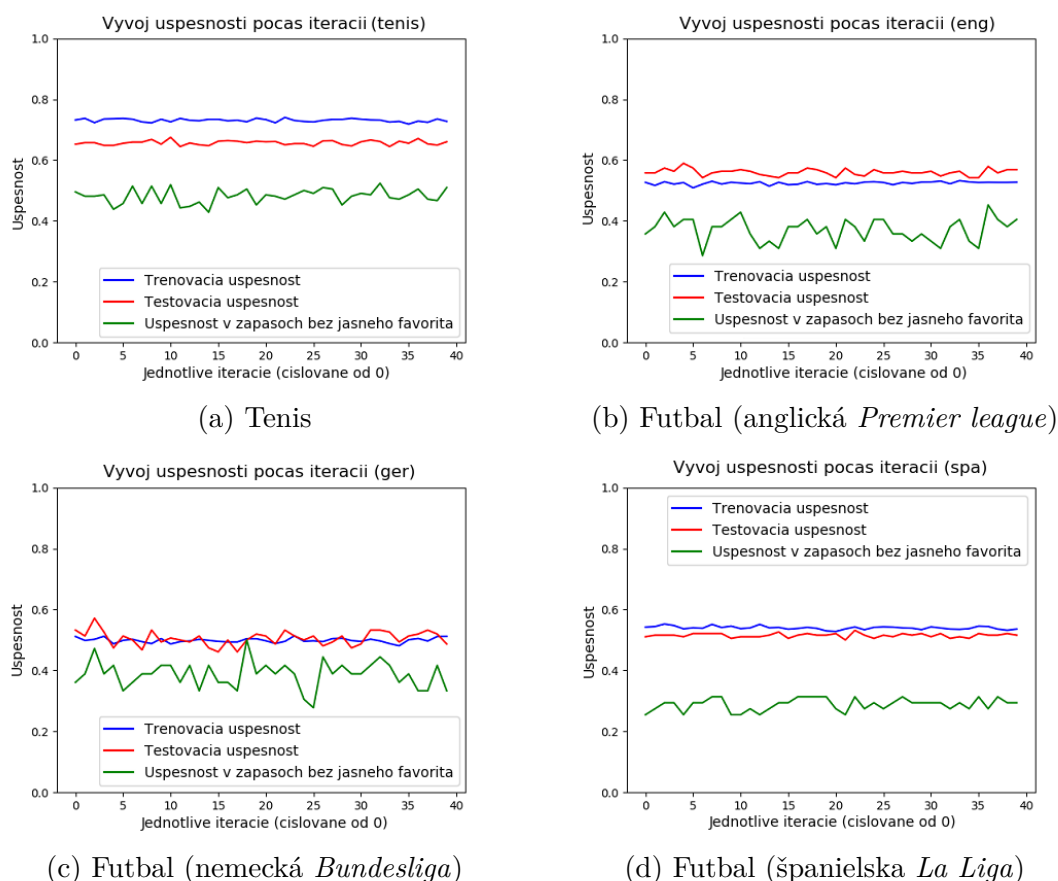 Vyvoj uspesnosti pocas iteracii (tenis)
1.0
0.8
0.6
0.4
0.2
0.0
Uspesnost
Trenovacia uspesnost
Testovacia uspesnost
Uspesnost v zapasoch bez jasneho favorita
0 5 10 15 20 25 30 35 40
Jednotlive iteracie (cislovane od 0)
(a) Tenis
Vyvoj uspesnosti pocas iteracii (eng)
1.0
0.8
0.6
0.4
0.2
0.0
Uspesnost
Trenovacia uspesnost
Testovacia uspesnost
Uspesnost v zapasoch bez jasneho favorita
0 5 10 15 20 25 30 35 40
Jednotlive iteracie (cislovane od 0)
(b) Futbal (anglická Premier league)
Vyvoj uspesnosti pocas iteracii (ger)
1.0
0.8
0.6
0.4
0.2
0.0
Uspesnost
Trenovacia uspesnost
Testovacia uspesnost
Uspesnost v zapasoch bez jasneho favorita
0 5 10 15 20 25 30 35 40
Jednotlive iteracie (cislovane od 0)
(c) Futbal (nemecká Bundesliga)
Vyvoj uspesnosti pocas iteracii (spa)
1.0
0.8
0.6
0.4
0.2
0.0
Uspesnost
Trenovacia uspesnost
Testovacia uspesnost
Uspesnost v zapasoch bez jasneho favorita
0 5 10 15 20 25 30 35 40
Jednotlive iteracie (cislovane od 0)
(d) Futbal (španielska La Liga)